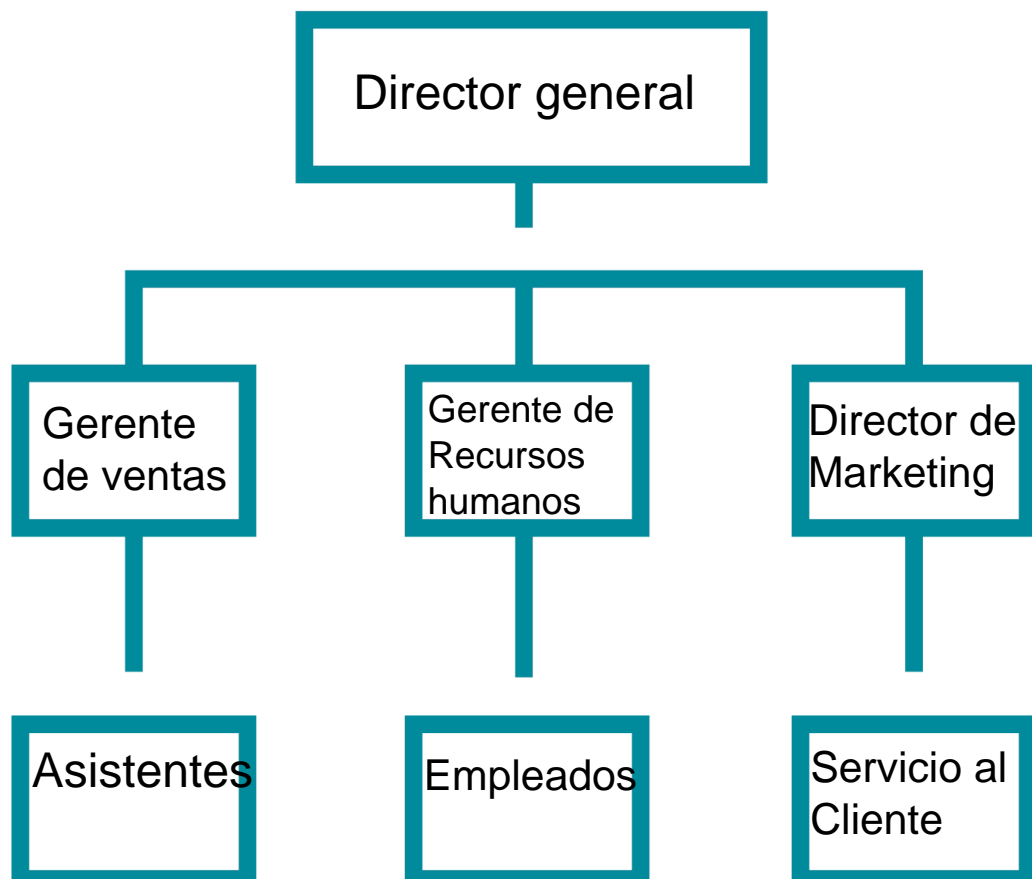 Director general
Gerente
de ventas
Gerente de
Recursos
humanos
Director de
Marketing
Asistentes
Empleados
Servicio al
Cliente